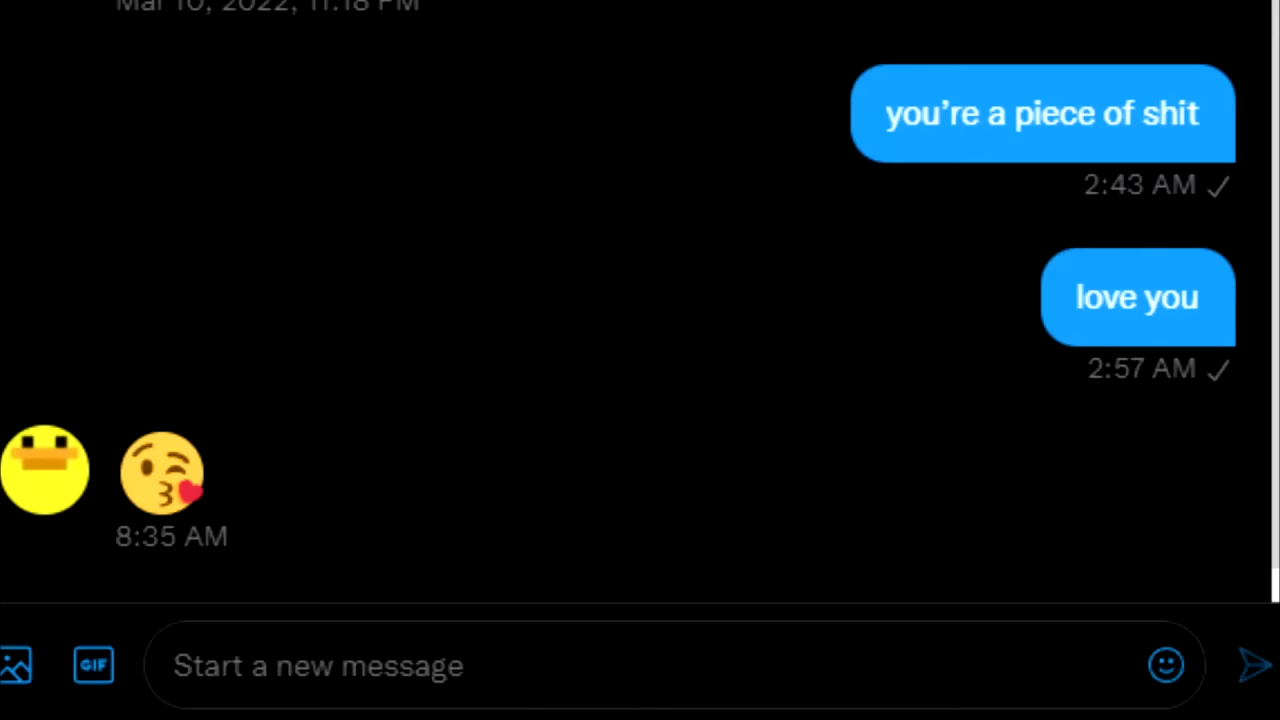 Mar 10, 2022, 11:18 PM
you're a piece of shit
2:43 AM
love you
2:57 AM
8:35 AM
GIF
Start a new message